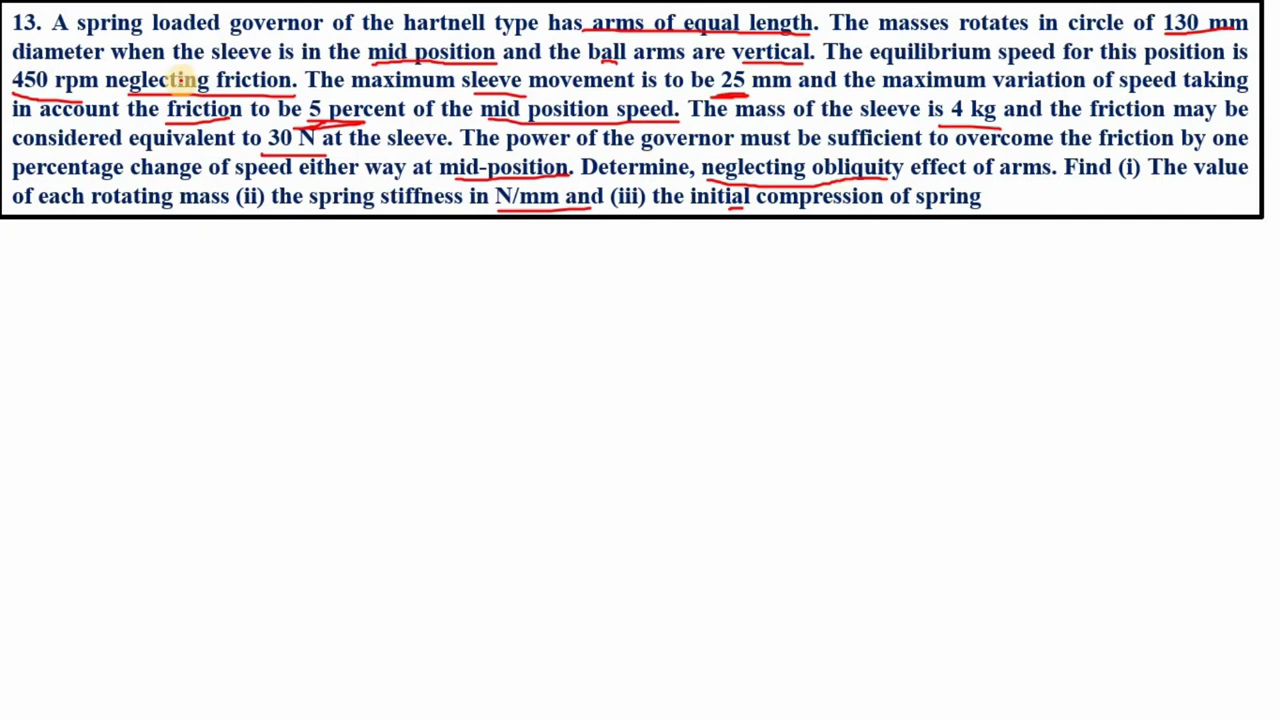 13. A spring loaded governor of the hartnell type has arms of equal length. The masses rotates in circle of 130 mm
diameter when the sleeve is in the mid position and the ball arms are vertical. The equilibrium speed for this position is
450 rpm neglecting friction. The maximum sleeve movement is to be 25 mm and the maximum variation of speed taking
in account the friction to be 5 percent of the mid position speed. The mass of the sleeve is 4 kg and the friction may be
considered equivalent to 30 N at the sleeve. The power of the governor must be sufficient to overcome the friction by one
percentage change of speed either way at mid-position. Determine, neglecting obliquity effect of arms. Find (i) The value
of each rotating mass (ii) the spring stiffness in N/mm and (iii) the initial compression of spring